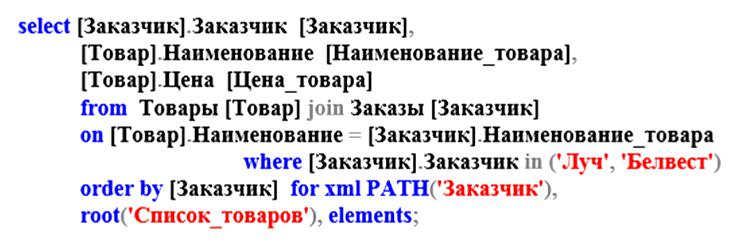 select [Заказчик].Заказчик [Заказчик],
[Товар].Наименование [Наименование_товара],
[Товар].Цена [Цена_товара]
from Товары [Товар] join Заказы [Заказчик]
on [Товар].Наименование = [Заказчик].Наименование_товара
where [Заказчик].Заказчик in ('Луч', 'Белвест')
order by [Заказчик] for xml PATH('Заказчик'),
root('Список_товаров'), elements;